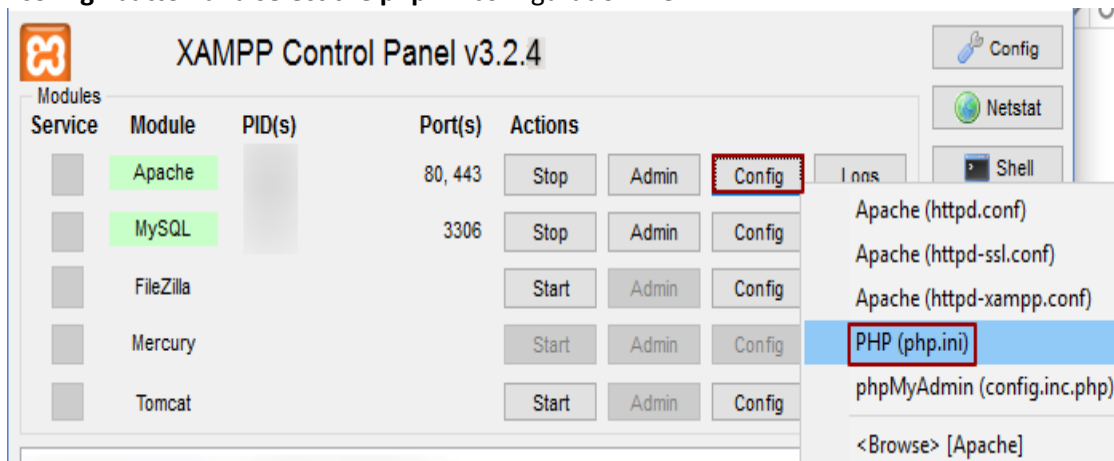 XAMPP Control Panel v3.2.4
Config
Modules
Netstat
Service Module PID(s) Port(s) Actions
Apache 80, 443 Stop Admin Config Logs Shell
Apache (httpd.conf)
MySQL 3306 Stop Admin Config
Apache (httpd-ssl.conf)
FileZilla Start Admin Config
Apache (httpd-xampp.conf)
Mercury Start Admin Config
PHP (php.ini)
phpMyAdmin (config.inc.php)
Tomcat Start Admin Config
<Browse> [Apache]